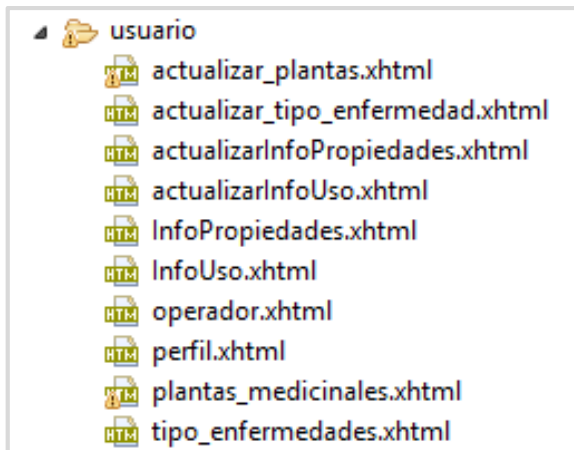 usuario
actualizar_plantas.xhtml
actualizar_tipo_enfermedad.xhtml
actualizarInfoPropiedades.xhtml
actualizarInfoUso.xhtml
InfoPropiedades.xhtml
InfoUso.xhtml
operador.xhtml
perfil.xhtml
plantas_medicinales.xhtml
tipo_enfermedades.xhtml